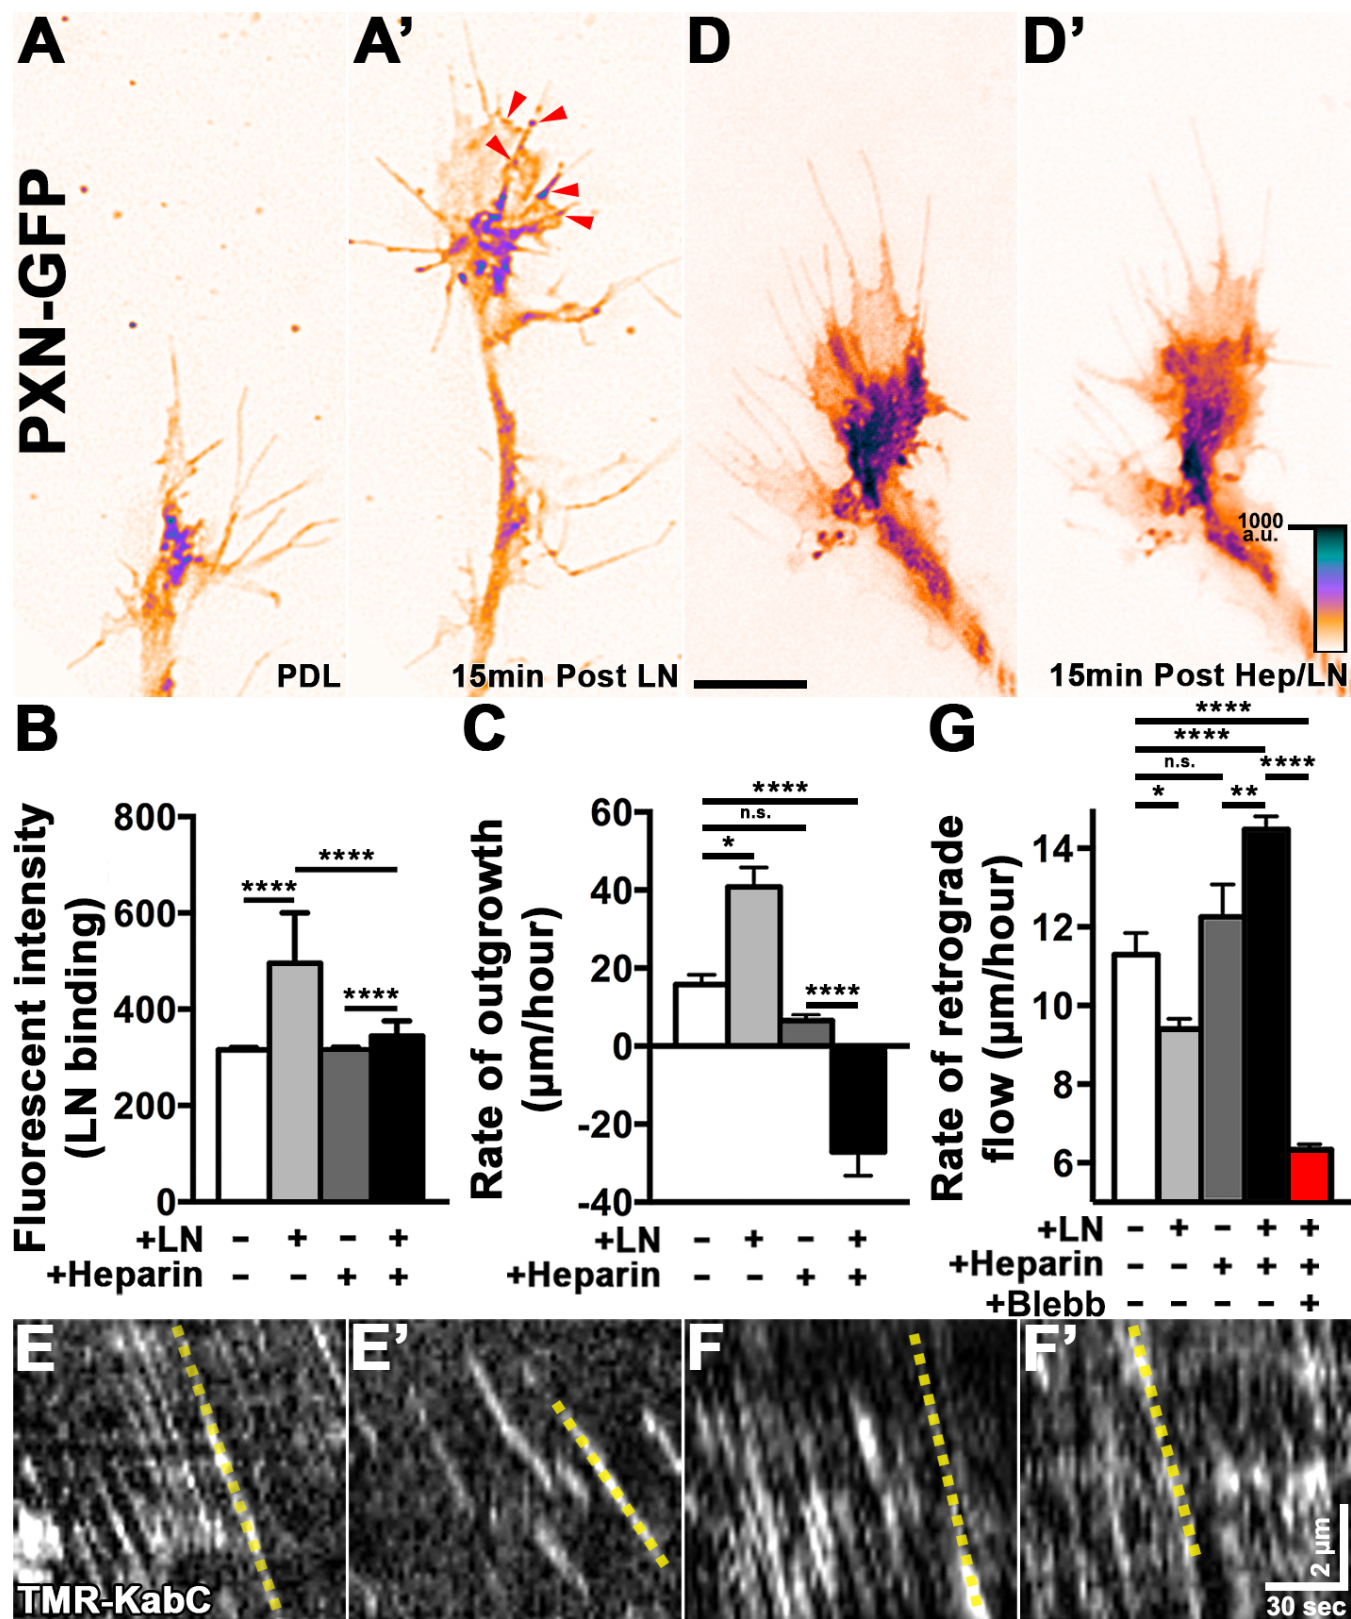 A
A'
D
D'
PXN-GFP
PDL
15min Post LN
1000
a.u.
15min Post Hep/LN
B
Fluorescent intensity
(LN binding)
800
600
400
200
0
****
****
****
+LN - + - +
+Heparin - - + +
C
Rate of outgrowth
(μm/hour)
60
40
20
0
-20
-40
****
n.s.
*
****
+LN - + - +
+Heparin - - + +
G
Rate of retrograde
flow (μm/hour)
14
12
10
8
6
****
****
n.s.
****
*
**
+LN - + - + +
+Heparin - - + + +
+Blebb - - - - +
E
E'
F
F'
TMR-KabC
2 μm
30 sec